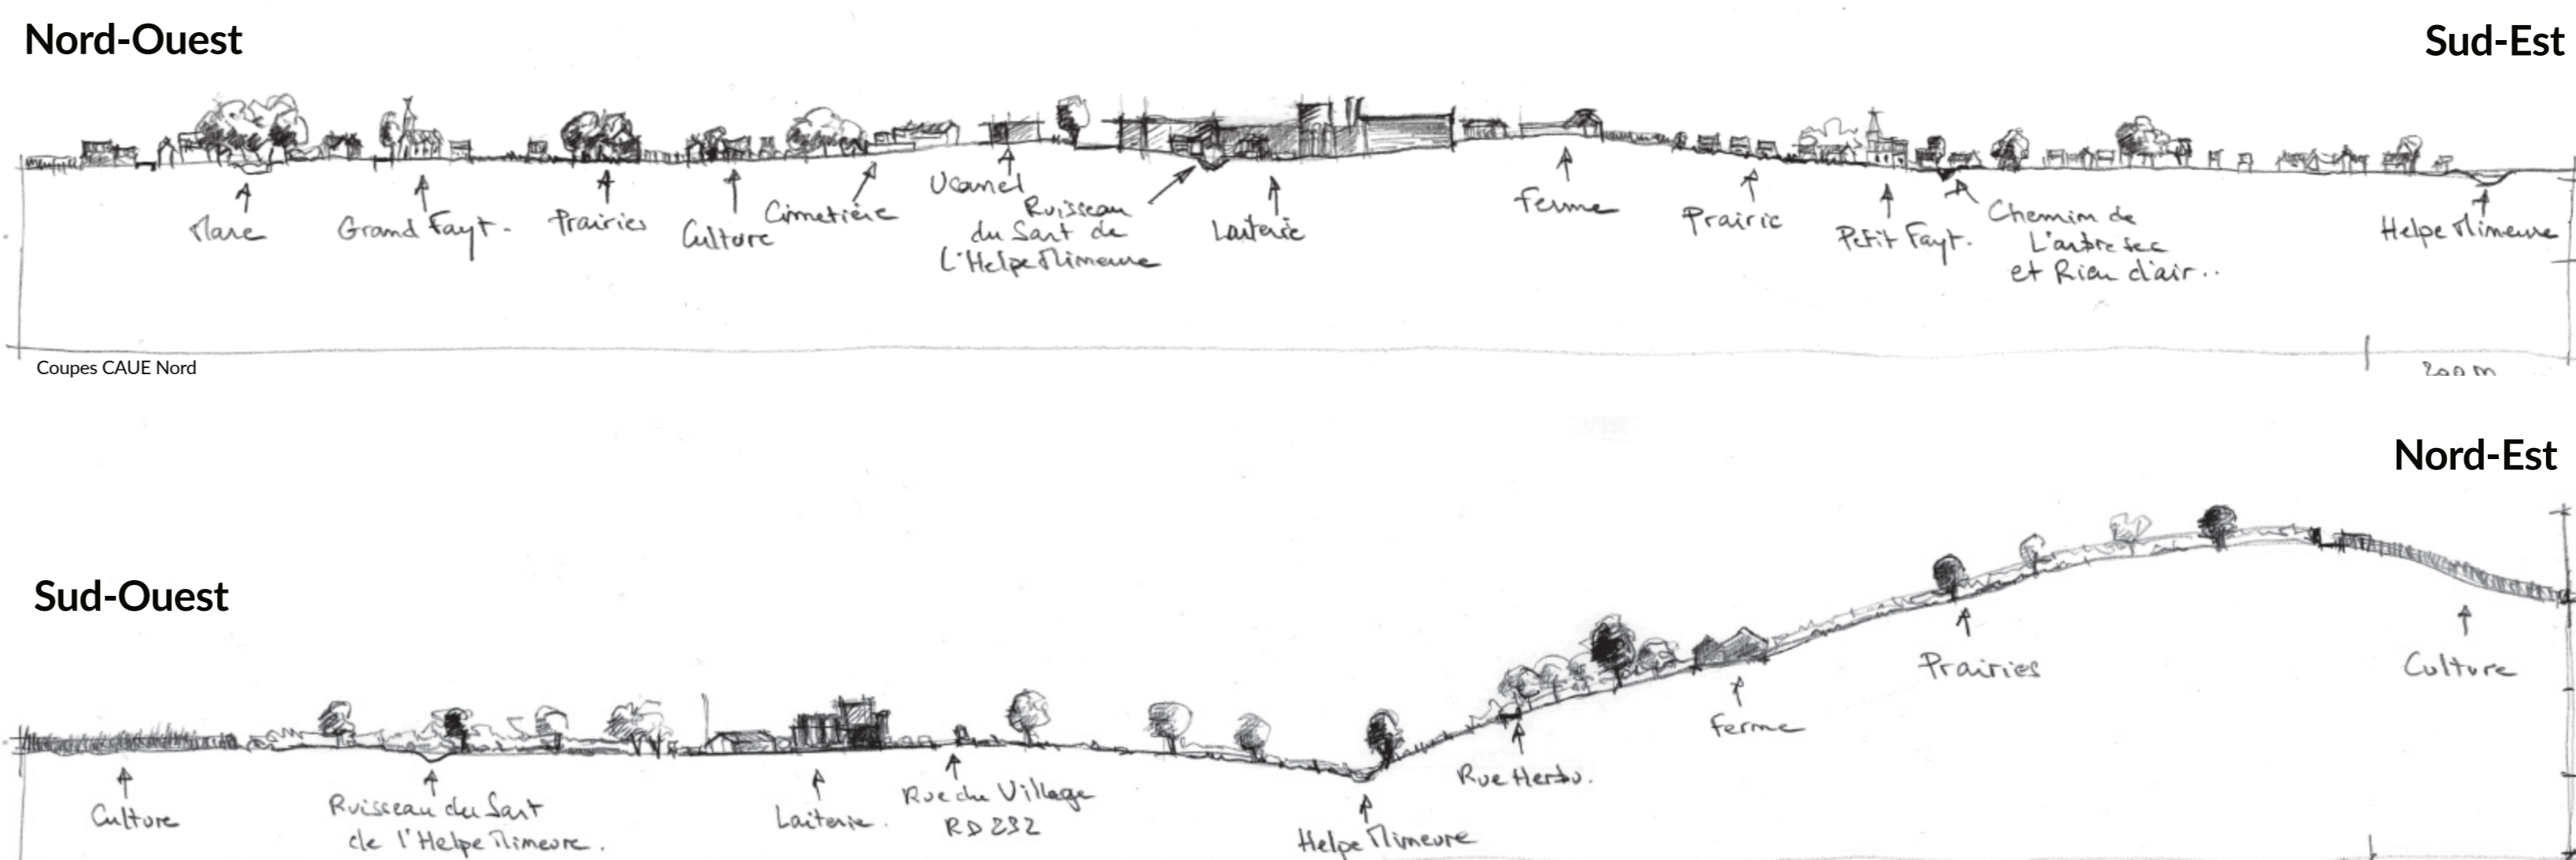 Nord-Ouest
Sud-Est
Mare
Grand Fayt.
Prairies
Culture
Cimetière
Ucanel
Ruisseau
du Sart de
L'Helpe Mineure
Laiterie
Ferme
Prairie
Petit Fayt.
Chemin de
L'arbre sec
et Rieu d'air..
Helpe Mineure
Coupes CAUE Nord
200 m
Nord-Est
Sud-Ouest
Culture
Ruisseau du Sart
de l'Helpe Mineure.
Laiterie.
Rue du Village
RD 232
Helpe Mineure
Rue Herbu.
Ferme
Prairies
Culture